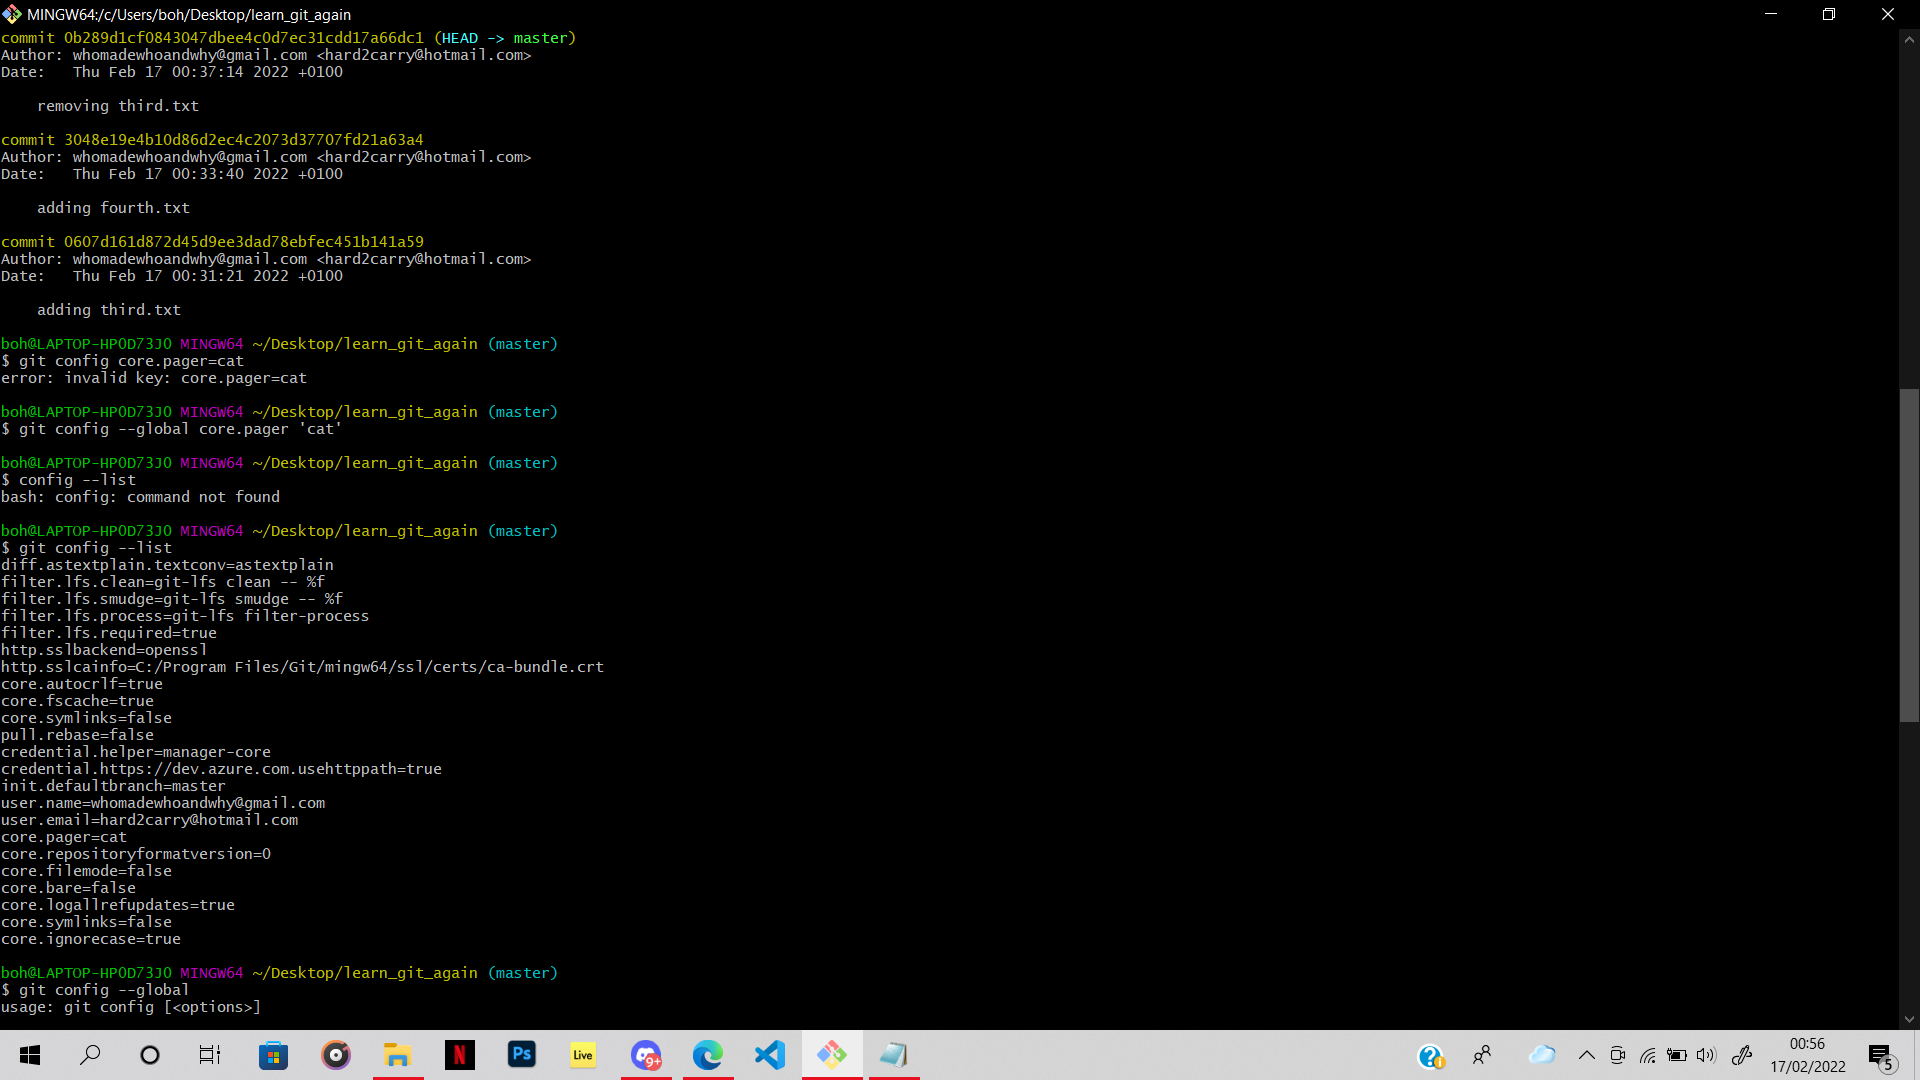 MINGW64:/c/Users/boh/Desktop/learn_git_again
commit 0b289d1cf0843047dbee4c0d7ec31cdd17a66dc1 (HEAD -> master)
Author: whomadewhoandwhy@gmail.com <hard2carry@hotmail.com>
Date:   Thu Feb 17 00:37:14 2022 +0100
    removing third.txt
commit 3048e19e4b10d86d2ec4c2073d37707fd21a63a4
Author: whomadewhoandwhy@gmail.com <hard2carry@hotmail.com>
Date:   Thu Feb 17 00:33:40 2022 +0100
    adding fourth.txt
commit 0607d161d872d45d9ee3dad78ebfec451b141a59
Author: whomadewhoandwhy@gmail.com <hard2carry@hotmail.com>
Date:   Thu Feb 17 00:31:21 2022 +0100
    adding third.txt
boh@LAPTOP-HP0D73J0 MINGW64 ~/Desktop/learn_git_again (master)
$ git config core.pager=cat
error: invalid key: core.pager=cat
boh@LAPTOP-HP0D73J0 MINGW64 ~/Desktop/learn_git_again (master)
$ git config --global core.pager 'cat'
boh@LAPTOP-HP0D73J0 MINGW64 ~/Desktop/learn_git_again (master)
$ config --list
bash: config: command not found
boh@LAPTOP-HP0D73J0 MINGW64 ~/Desktop/learn_git_again (master)
$ git config --list
diff.astextplain.textconv=astextplain
filter.lfs.clean=git-lfs clean -- %f
filter.lfs.smudge=git-lfs smudge -- %f
filter.lfs.process=git-lfs filter-process
filter.lfs.required=true
http.sslbackend=openssl
http.sslcainfo=C:/Program Files/Git/mingw64/ssl/certs/ca-bundle.crt
core.autocrlf=true
core.fscache=true
core.symlinks=false
pull.rebase=false
credential.helper=manager-core
credential.https://dev.azure.com.usehttppath=true
init.defaultbranch=master
user.name=whomadewhoandwhy@gmail.com
user.email=hard2carry@hotmail.com
core.pager=cat
core.repositoryformatversion=0
core.filemode=false
core.bare=false
core.logallrefupdates=true
core.symlinks=false
core.ignorecase=true
boh@LAPTOP-HP0D73J0 MINGW64 ~/Desktop/learn_git_again (master)
$ git config --global
usage: git config [<options>]
N
Ps
Live
9+
00:56
17/02/2022
5